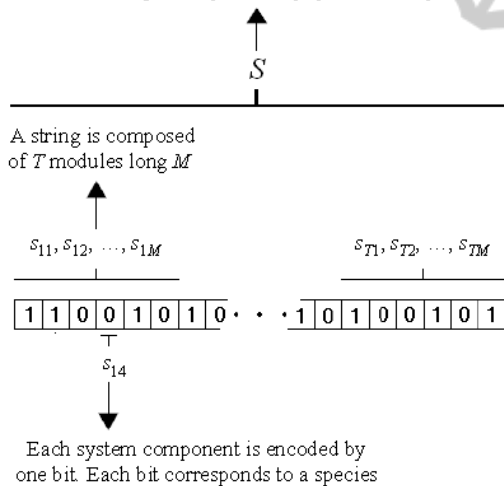 S
A string is composed
of T modules long M
s11, s12, ..., s1M
sT1, sT2, ..., sTM
1 1 0 0 1 0 1 0 · · · 1 0 1 0 0 1 0 1
s14
Each system component is encoded by
one bit. Each bit corresponds to a species